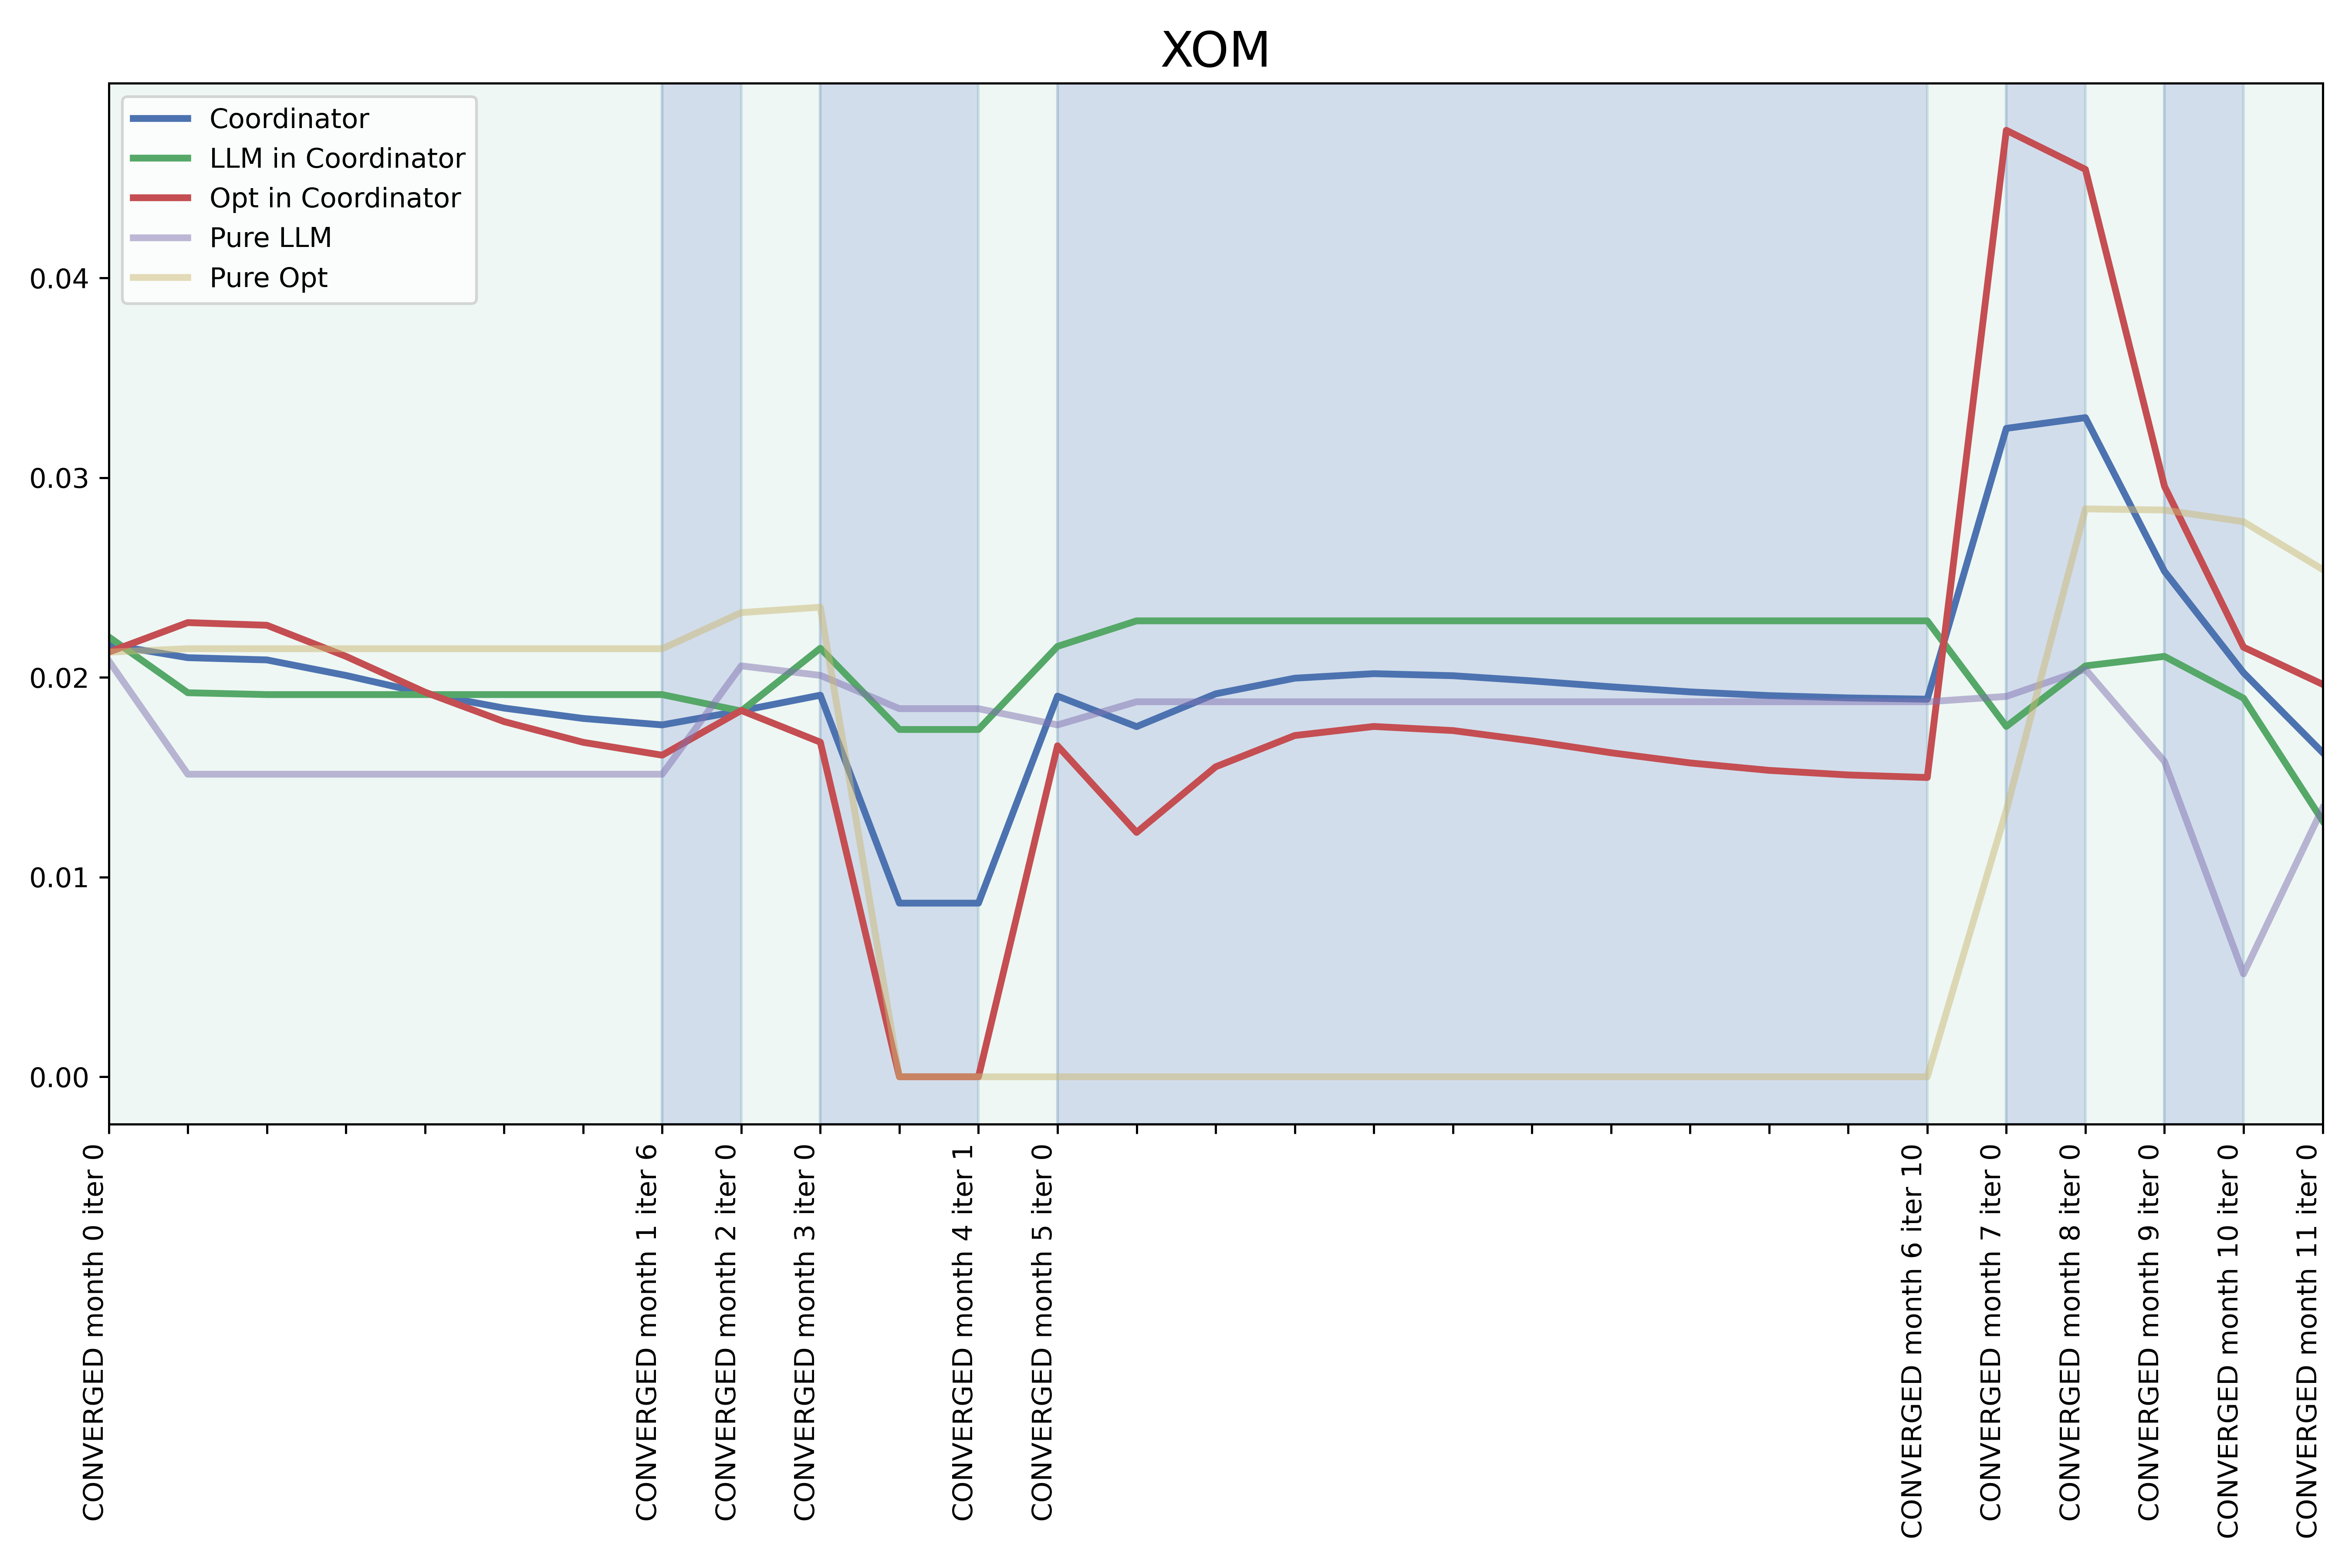 XOM
Coordinator
LLM in Coordinator
Opt in Coordinator
Pure LLM
Pure Opt
0.04
0.03
0.02
0.01
0.00
CONVERGED month 0 iter 0
CONVERGED month 1 iter 6
CONVERGED month 2 iter 0
CONVERGED month 3 iter 0
CONVERGED month 4 iter 1
CONVERGED month 5 iter 0
CONVERGED month 6 iter 10
CONVERGED month 7 iter 0
CONVERGED month 8 iter 0
CONVERGED month 9 iter 0
CONVERGED month 10 iter 0
CONVERGED month 11 iter 0